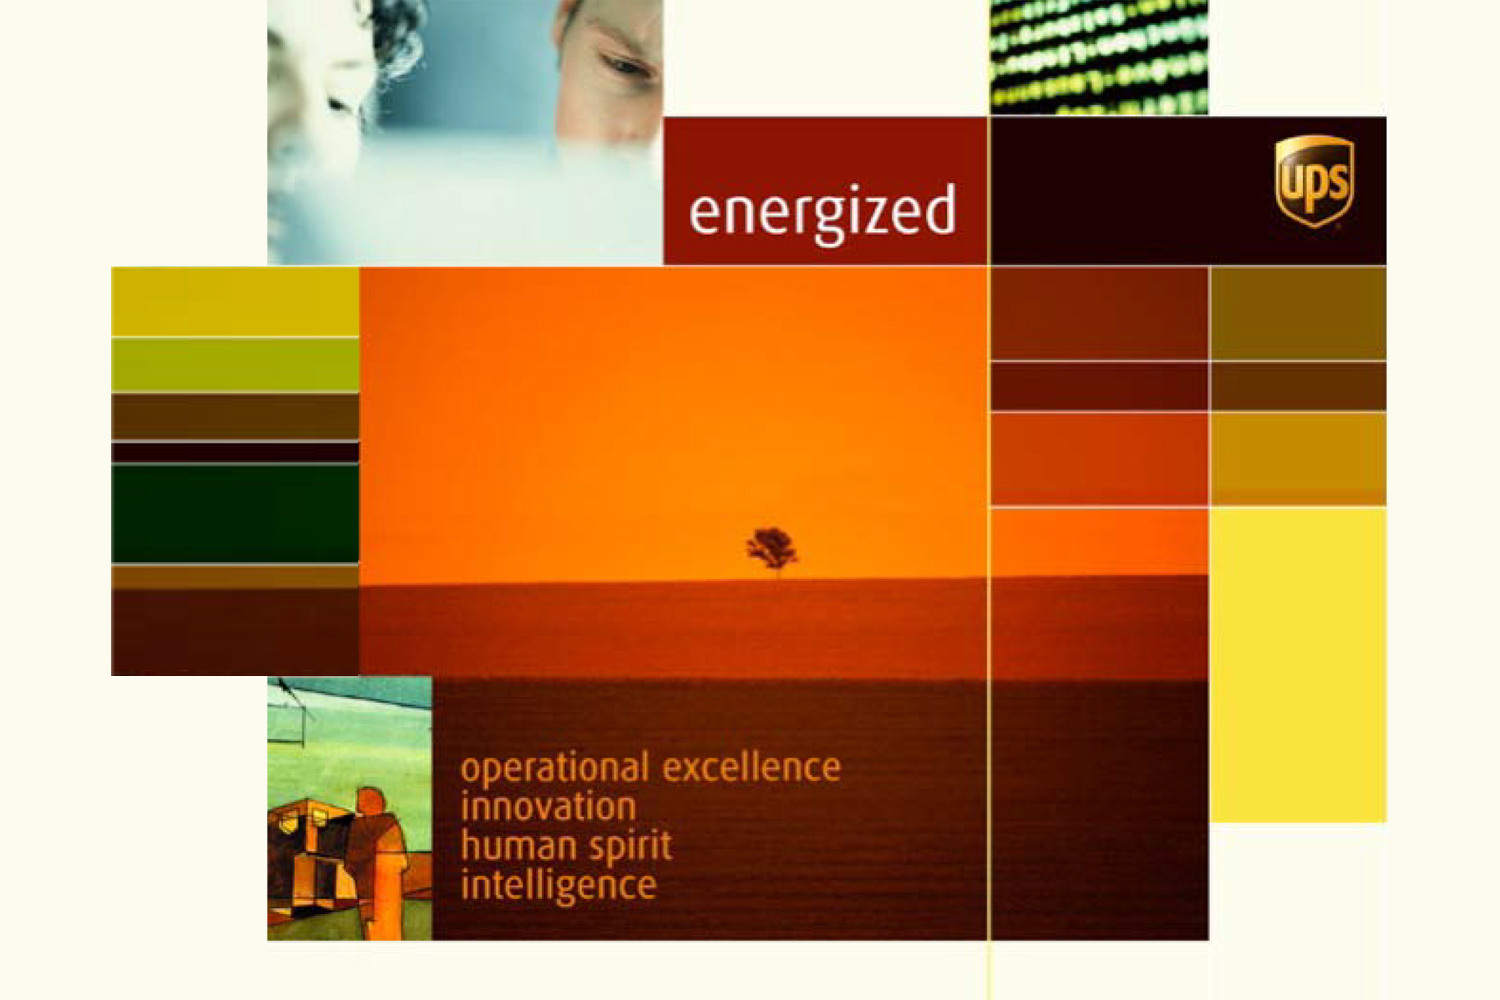 energized
ups
operational excellence
innovation
human spirit
intelligence